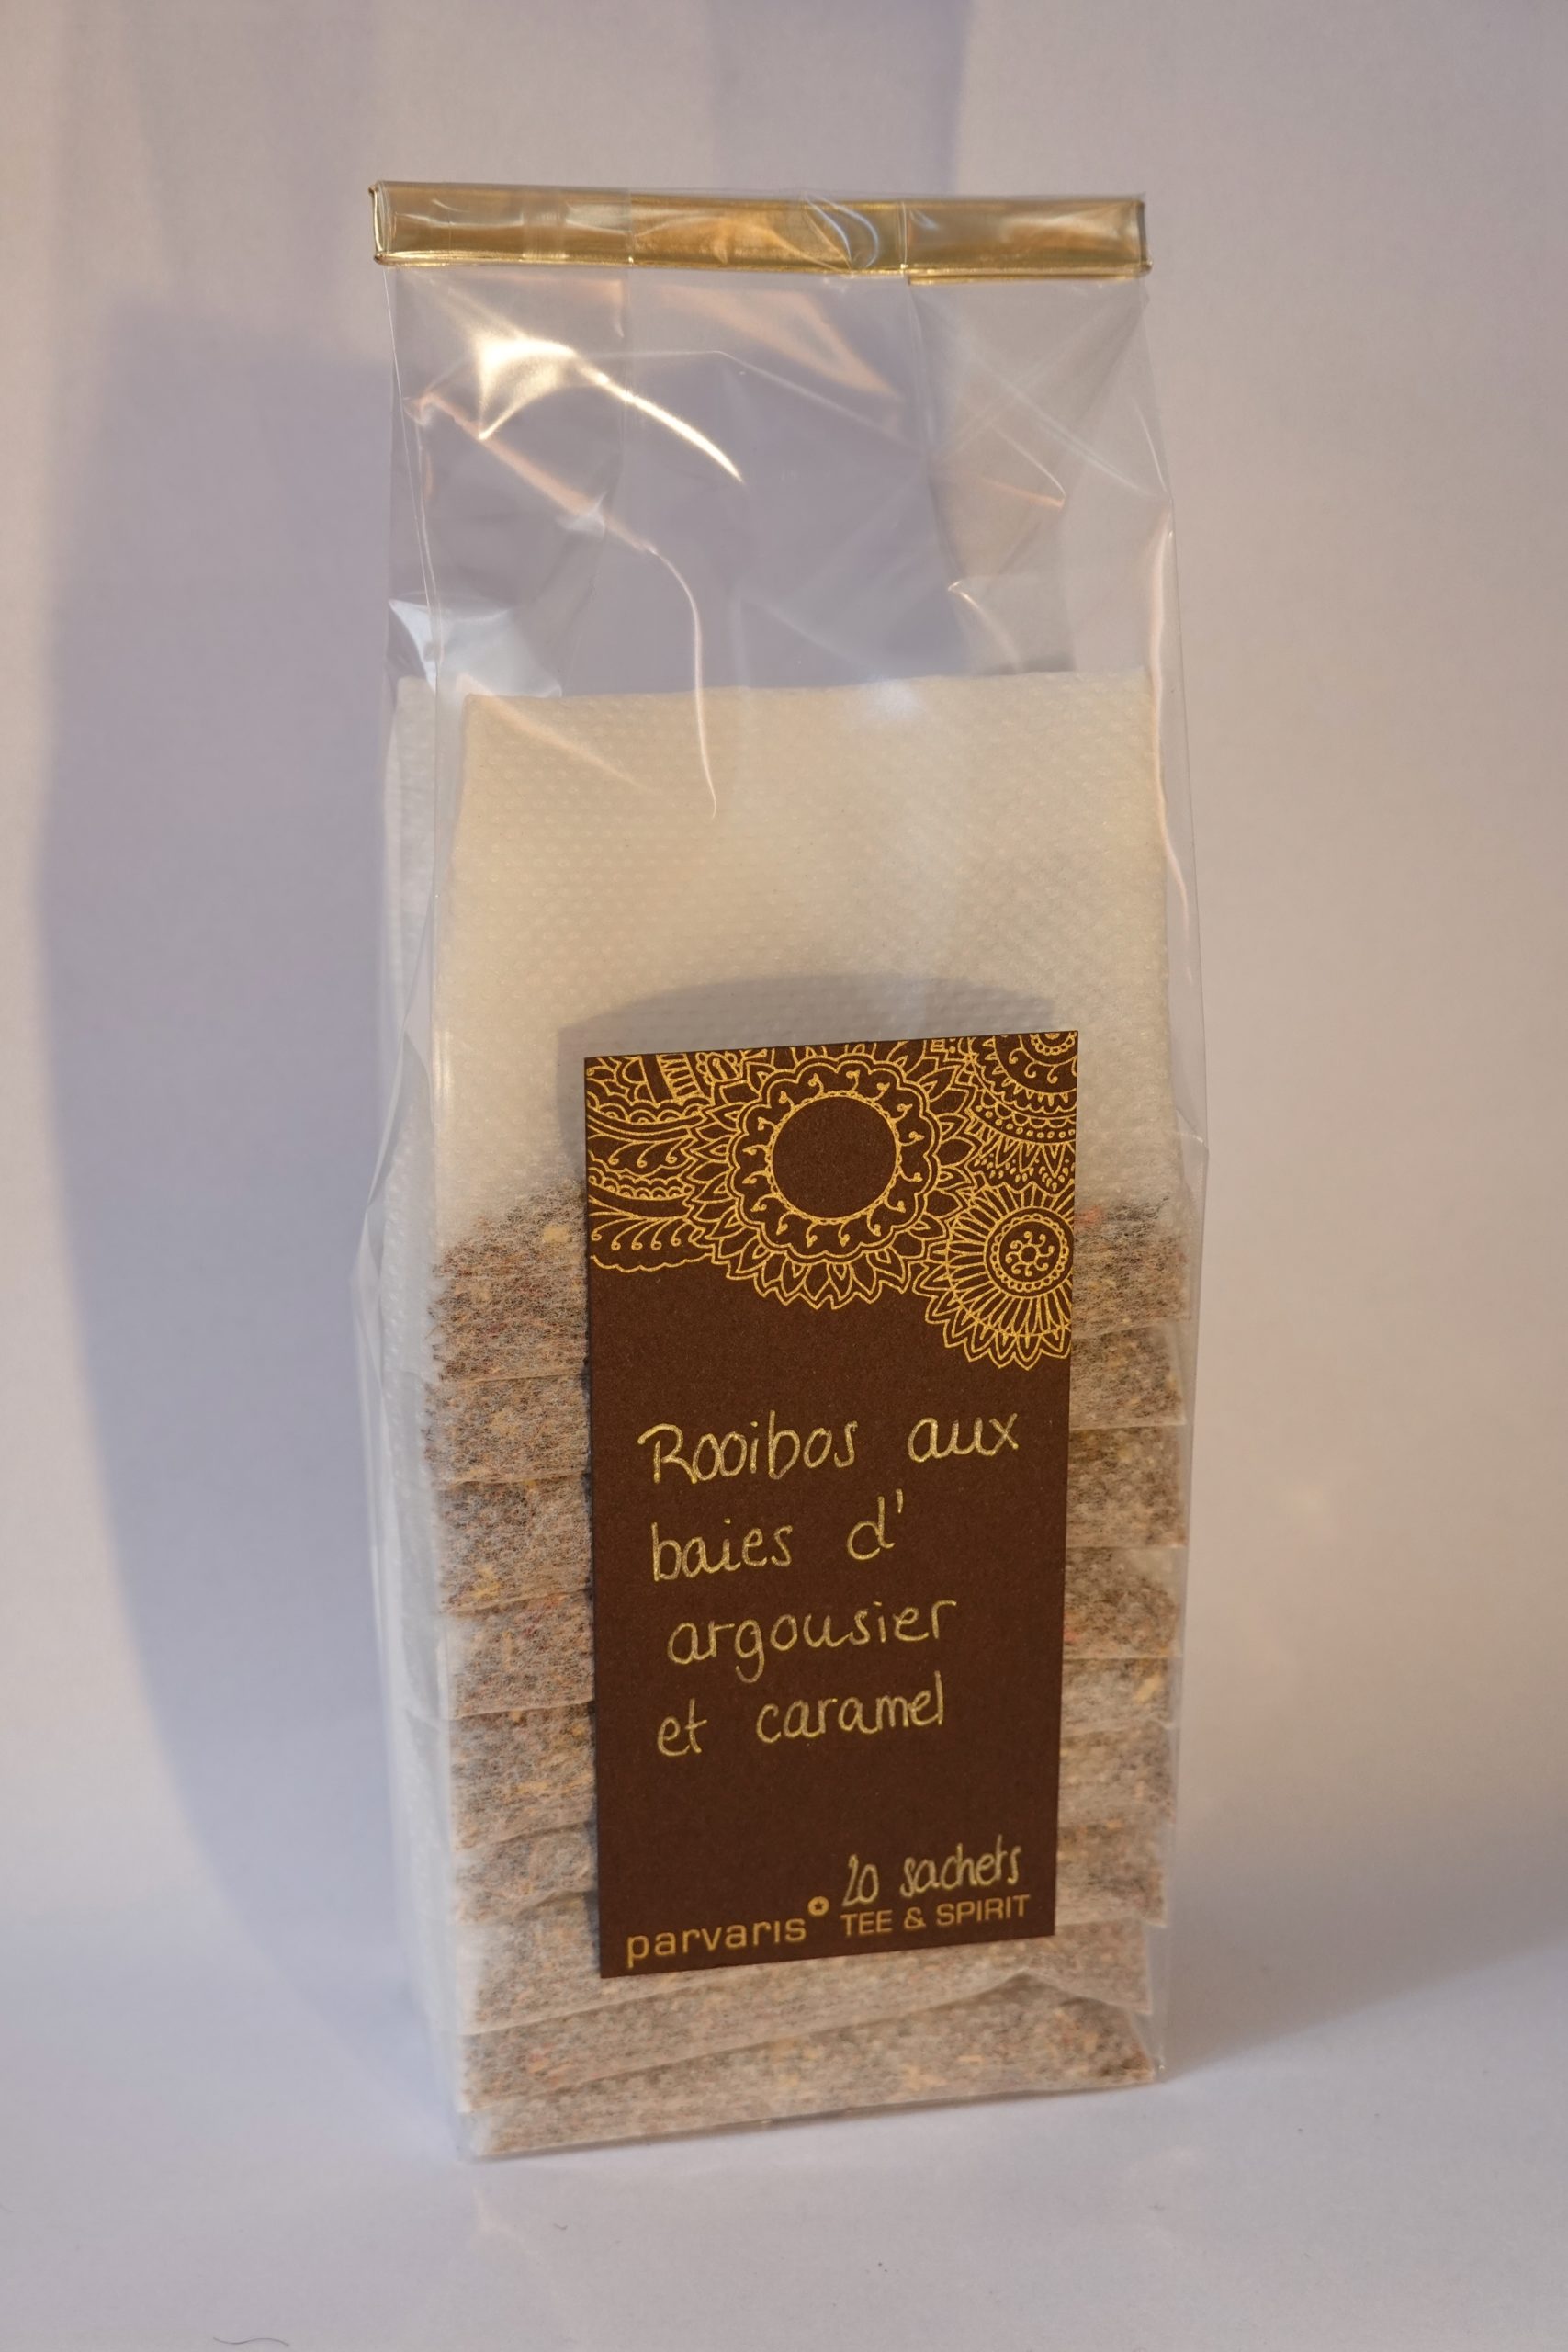 Rooibos aux
baies d'
argousier
et caramel
20 sachets
parvaris TEE & SPIRIT